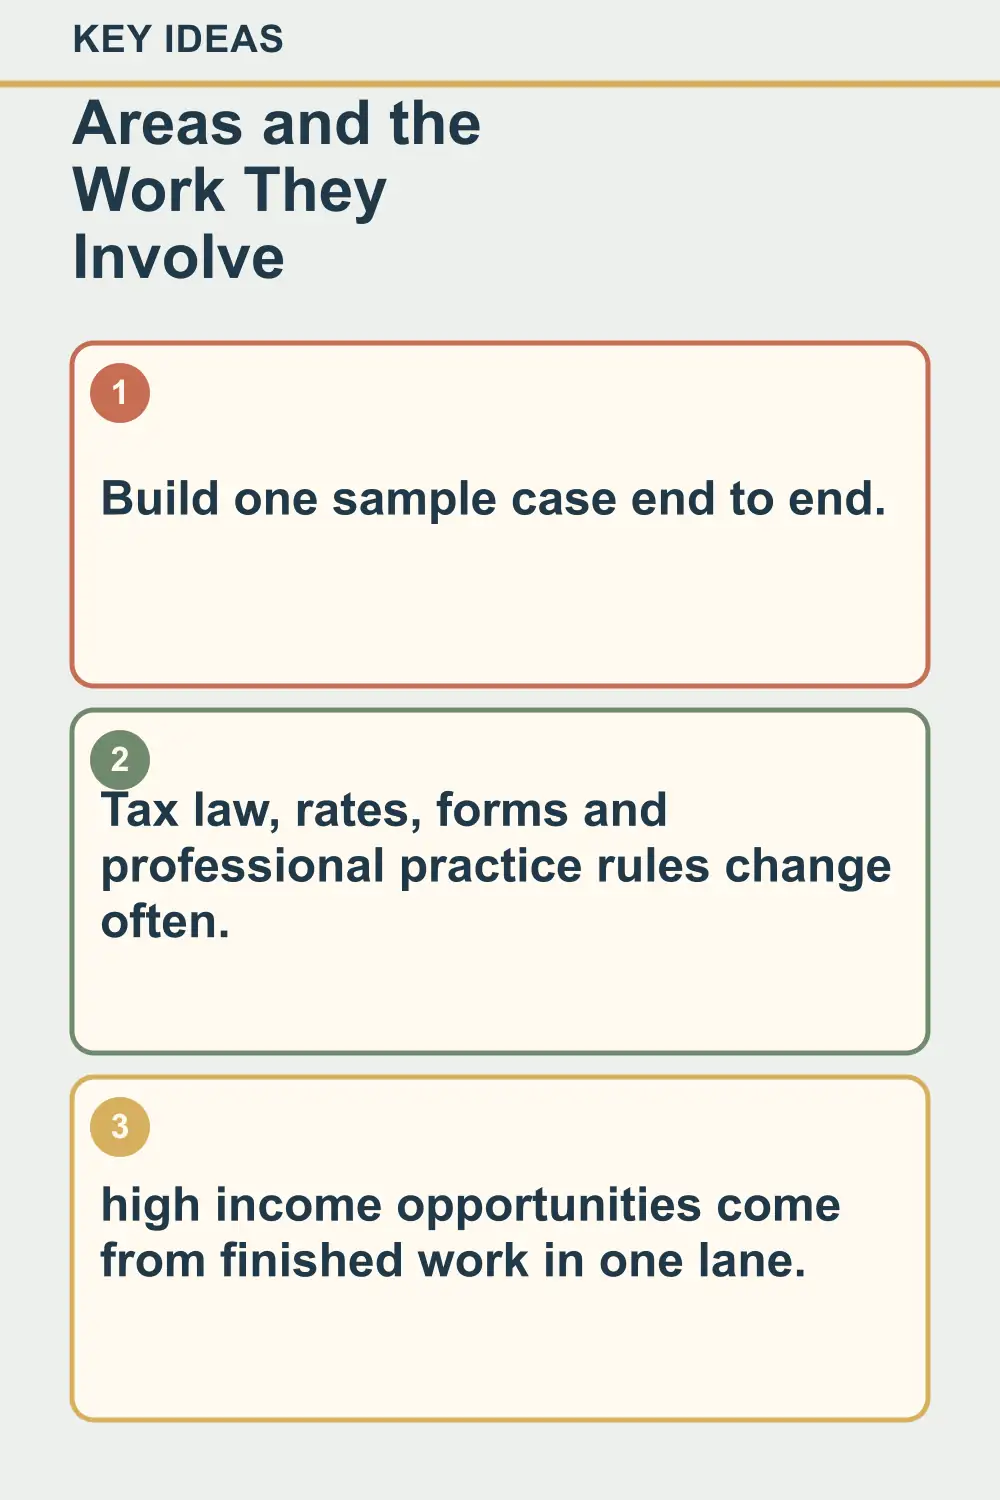 KEY IDEAS
Areas and the
Work They
Involve
1
Build one sample case end to end.
2
Tax law, rates, forms and
professional practice rules change
often.
3
high income opportunities come
from finished work in one lane.